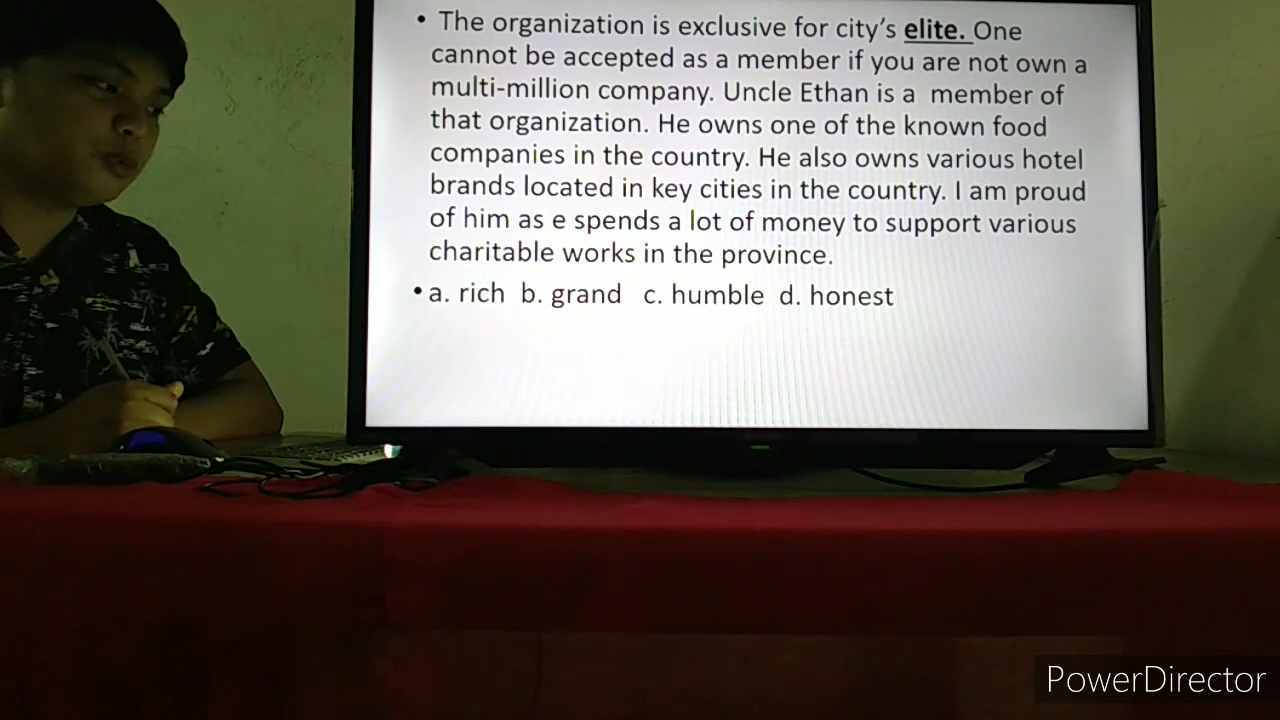 • The organization is exclusive for city's elite. One
cannot be accepted as a member if you are not own a
multi-million company. Uncle Ethan is a member of
that organization. He owns one of the known food
companies in the country. He also owns various hotel
brands located in key cities in the country. I am proud
of him as e spends a lot of money to support various
charitable works in the province.
• a. rich b. grand c. humble d. honest
PowerDirector